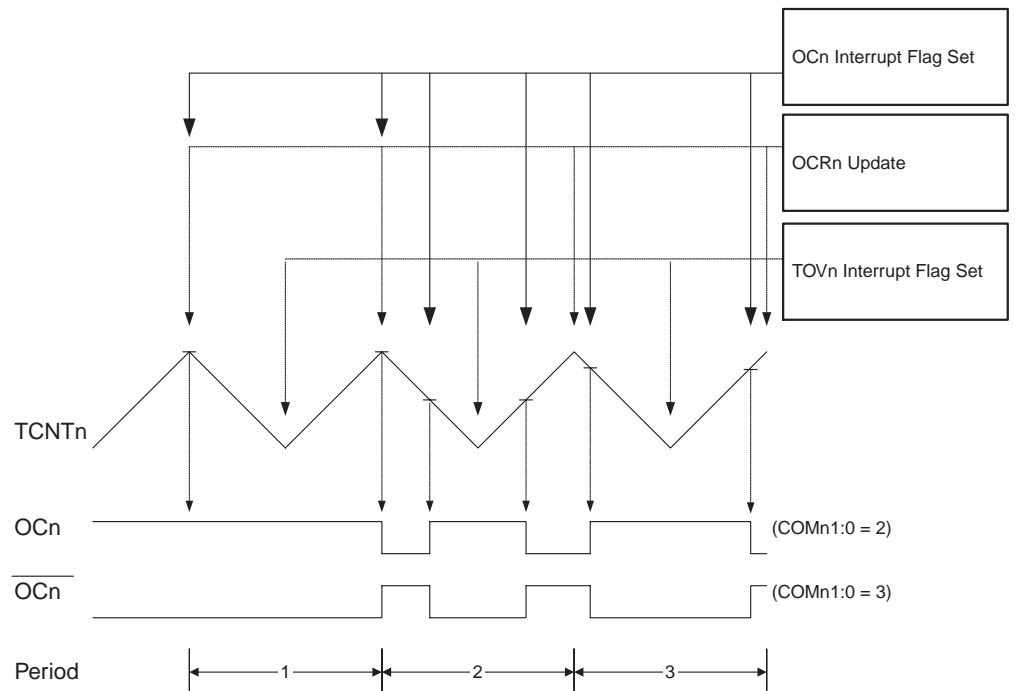 OCn Interrupt Flag Set
OCRn Update
TOVn Interrupt Flag Set
TCNTn
OCn
(COMn1:0 = 2)
OCn
(COMn1:0 = 3)
Period
1
2
3